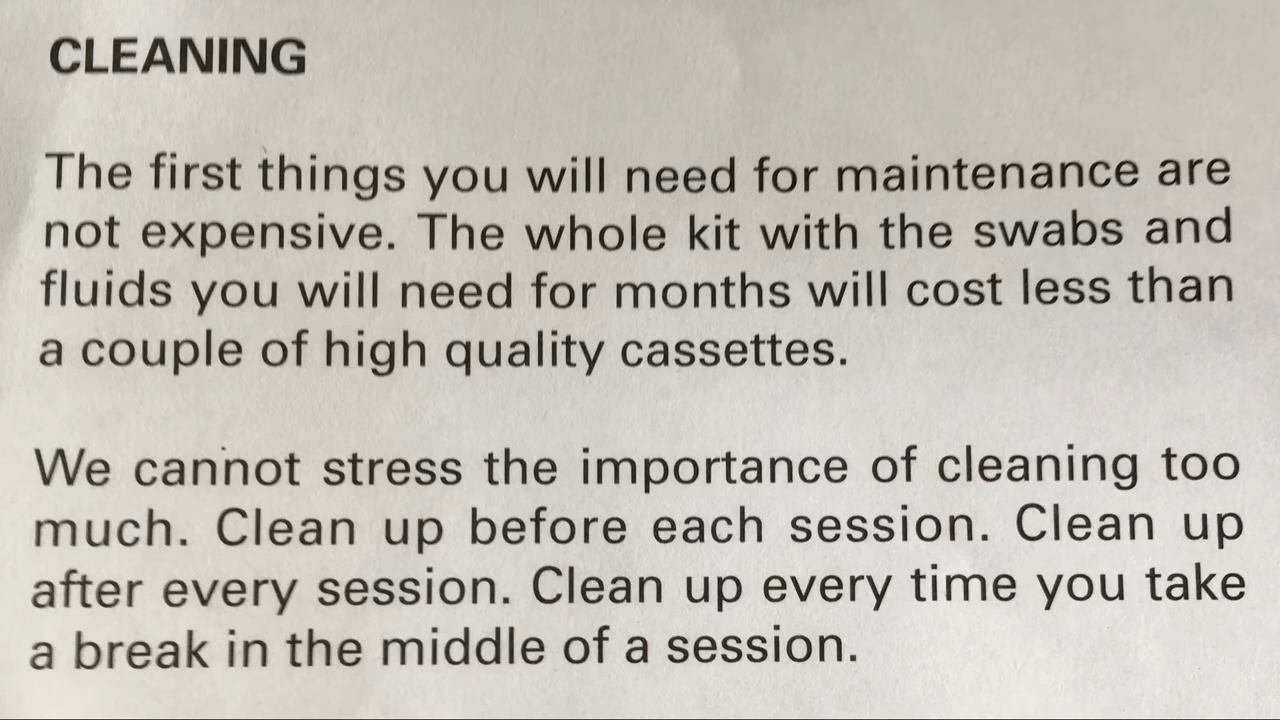 CLEANING
The first things you will need for maintenance are
not expensive. The whole kit with the swabs and
fluids you will need for months will cost less than
a couple of high quality cassettes.
We cannot stress the importance of cleaning too
much. Clean up before each session. Clean up
after every session. Clean up every time you take
a break in the middle of a session.